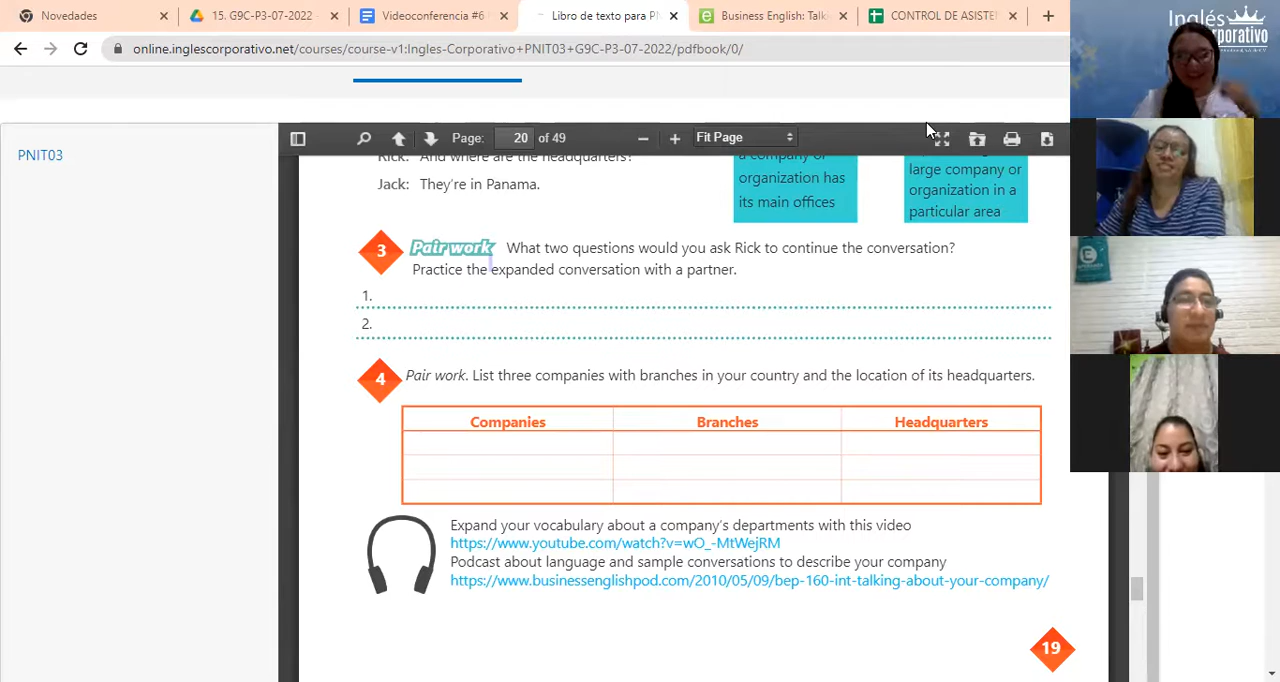 Novedades
15. G9C-P3-07-2022
Videoconferencia #6
Libro de texto para PN
Business English: Talk
CONTROL DE ASISTE
online.inglescorporativo.net/courses/course-v1:Ingles-Corporativo+PNIT03+G9C-P3-07-2022/pdfbook/0/
Inglés
Corporativo
PNIT03
Page: 20 of 49
Fit Page
Rick: And where are the headquarters?
Jack: They're in Panama.
a company or
organization has
its main offices
large company or
organization in a
particular area
3 Pair work What two questions would you ask Rick to continue the conversation?
Practice the expanded conversation with a partner.
1.
2.
4 Pair work. List three companies with branches in your country and the location of its headquarters.
Companies Branches Headquarters
Expand your vocabulary about a company's departments with this video
https://www.youtube.com/watch?v=wO_-MtWejRM
Podcast about language and sample conversations to describe your company
https://www.businessenglishpod.com/2010/05/09/bep-160-int-talking-about-your-company/
19